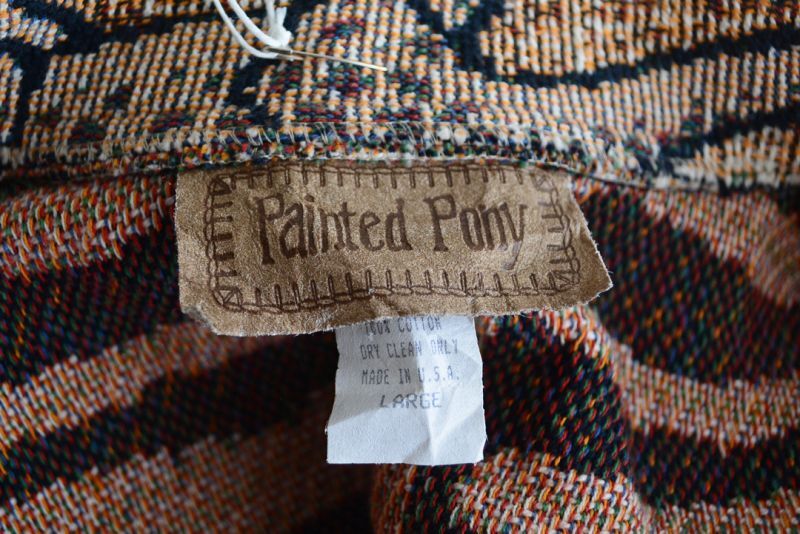 Painted Pony
100% COTTON
DRY CLEAN ONLY
MADE IN U.S.A.
LARGE